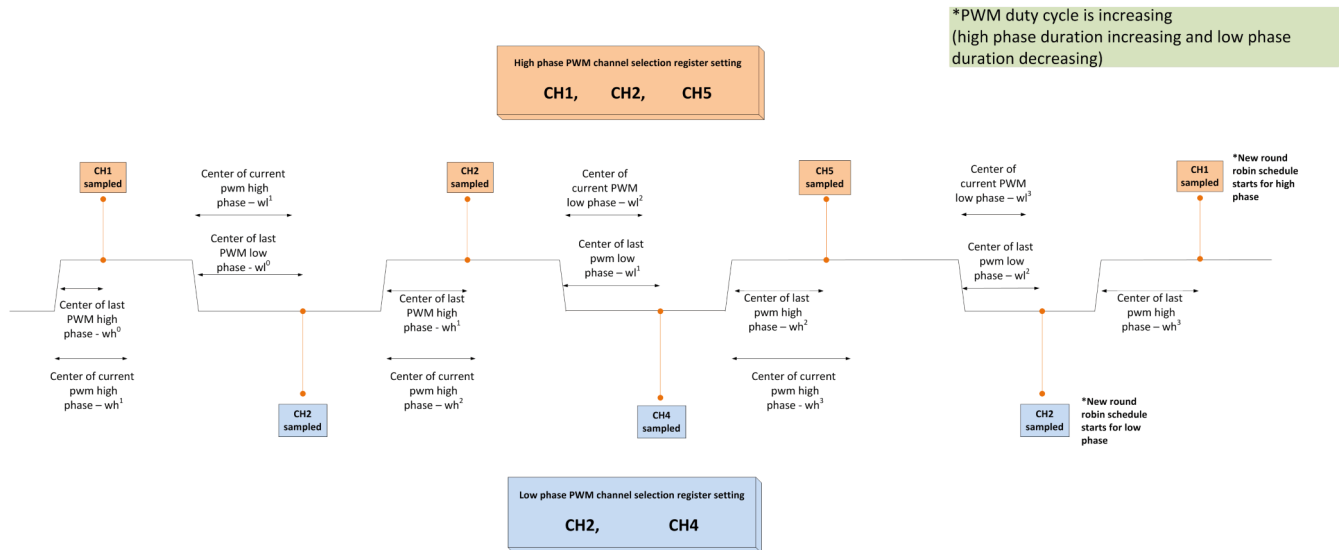 *PWM duty cycle is increasing
(high phase duration increasing and low phase
duration decreasing)
High phase PWM channel selection register setting
CH1, CH2, CH5
CH1
sampled
Center of current
pwm high
phase – wl¹
Center of last
PWM low
phase - wl⁰
CH2
sampled
Center of
current PWM
low phase – wl²
Center of last
pwm low
phase – wl¹
CH5
sampled
Center of
current PWM
low phase – wl³
Center of last
pwm low
phase – wl²
CH1
sampled
*New round
robin schedule
starts for high
phase
Center of last
PWM high
phase - wh⁰
Center of current
pwm high
phase – wh¹
CH2
sampled
Center of last
PWM high
phase - wh¹
Center of current
pwm high
phase – wh²
CH4
sampled
Center of last
pwm high
phase – wh²
Center of current
pwm high
phase - wh³
CH2
sampled
*New round
robin schedule
starts for low
phase
Center of last
pwm high
phase – wh³
Low phase PWM channel selection register setting
CH2, CH4